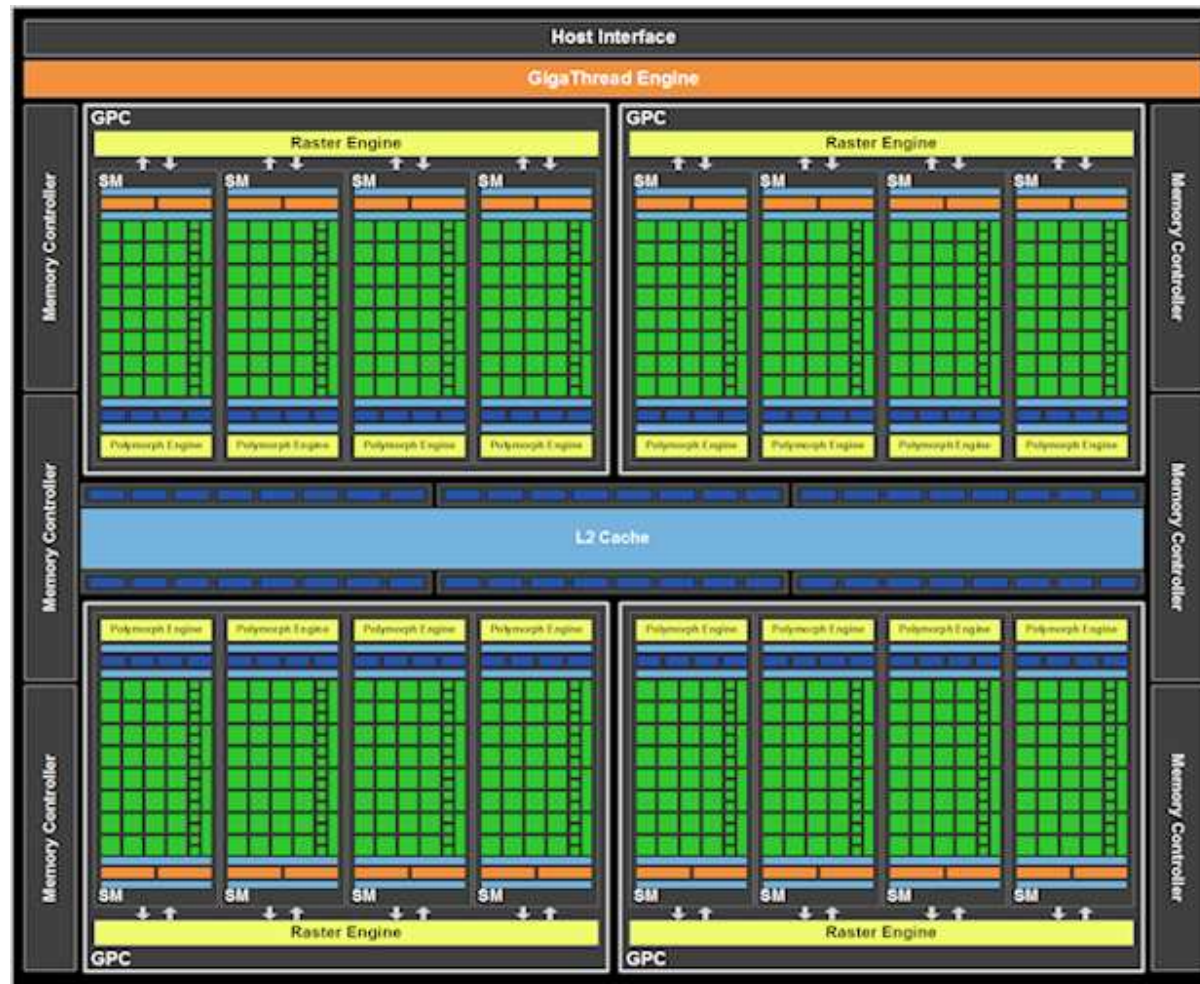 Host Interface
GigaThread Engine
GPC
GPC
Raster Engine
Raster Engine
SM
SM
SM
SM
SM
SM
SM
SM
Polymorph Engine
Polymorph Engine
Polymorph Engine
Polymorph Engine
Polymorph Engine
Polymorph Engine
Polymorph Engine
Polymorph Engine
Memory Controller
Memory Controller
Memory Controller
Memory Controller
L2 Cache
Polymorph Engine
Polymorph Engine
Polymorph Engine
Polymorph Engine
Polymorph Engine
Polymorph Engine
Polymorph Engine
Polymorph Engine
Memory Controller
Memory Controller
SM
SM
SM
SM
SM
SM
SM
SM
Raster Engine
Raster Engine
GPC
GPC